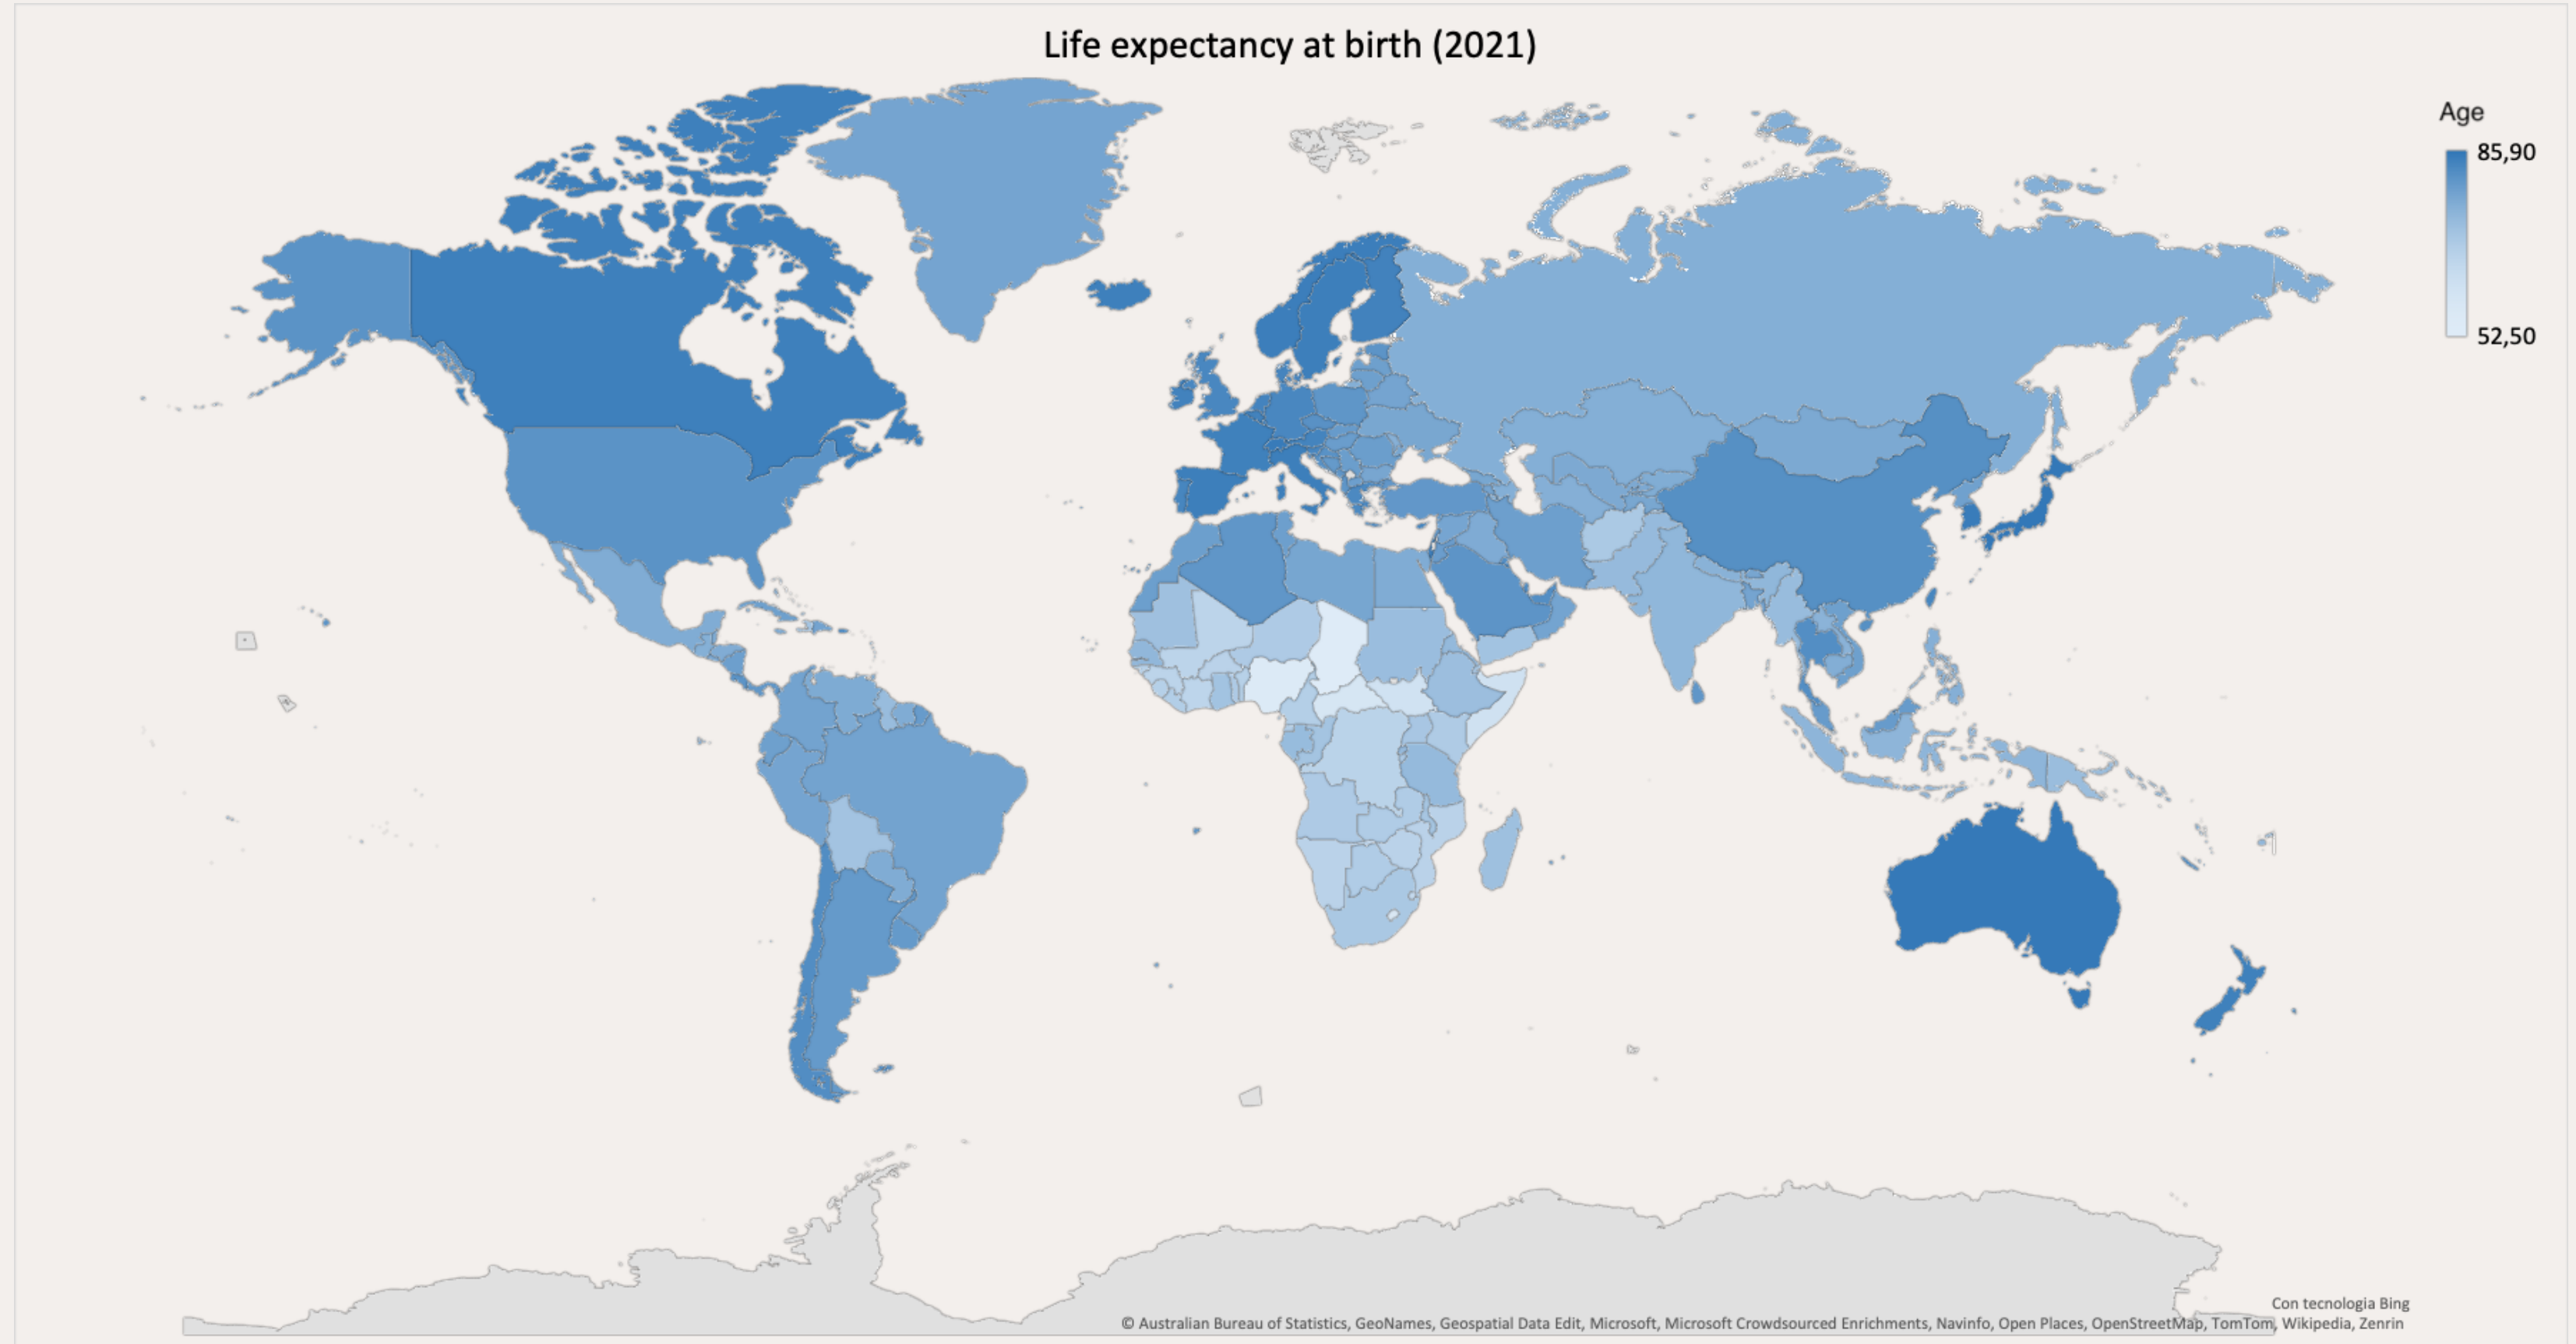 Life expectancy at birth (2021)
Age
85,90
52,50
Con tecnologia Bing
© Australian Bureau of Statistics, GeoNames, Geospatial Data Edit, Microsoft, Microsoft Crowdsourced Enrichments, Navinfo, Open Places, OpenStreetMap, TomTom, Wikipedia, Zenrin